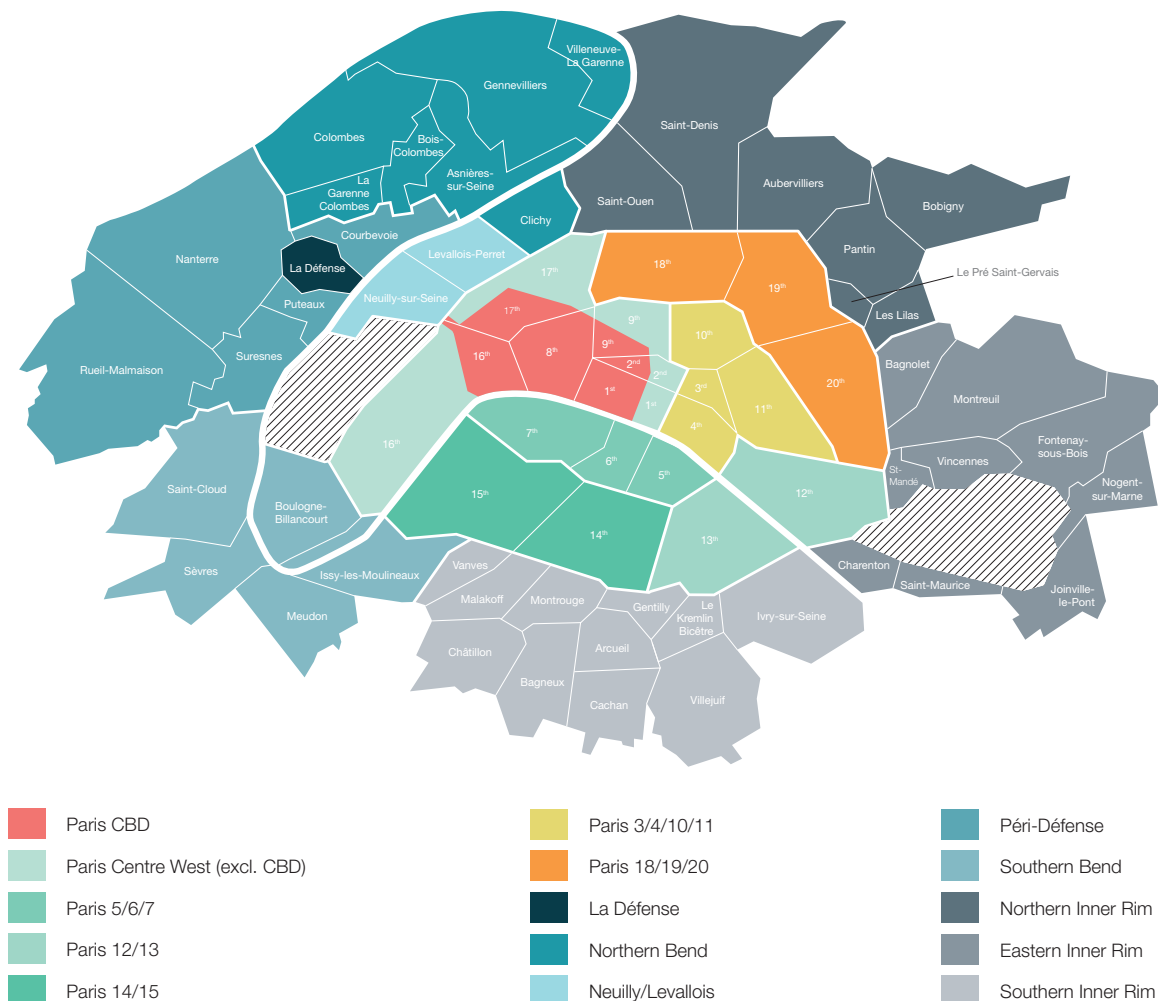 Villeneuve-
La Garenne
Gennevilliers
Saint-Denis
Colombes
Bois-
Colombes
Aubervilliers
Asnières-
sur-Seine
La
Garenne
Colombes
Saint-Ouen
Bobigny
Clichy
Courbevoie
Pantin
Nanterre
La Défense
Levallois-Perret
17th
18th
Le Pré Saint-Gervais
19th
Neuilly-sur-Seine
Puteaux
17th
Les Lilas
9th
10th
Suresnes
16th
8th
9th
Bagnolet
Rueil-Malmaison
2nd
2nd
20th
3rd
1st
1st
11th
Montreuil
4th
7th
16th
Fontenay-
sous-Bois
6th
5th
St-
Mandé
Vincennes
Saint-Cloud
15th
12th
Nogent-
sur-Marne
Boulogne-
Billancourt
14th
13th
Sèvres
Issy-les-Moulineaux
Vanves
Charenton
Saint-Maurice
Joinville-
le-Pont
Malakoff
Montrouge
Gentilly
Le
Kremlin
Bicêtre
Ivry-sur-Seine
Meudon
Châtillon
Arcueil
Bagneux
Cachan
Villejuif
Paris CBD
Paris Centre West (excl. CBD)
Paris 5/6/7
Paris 12/13
Paris 14/15
Paris 3/4/10/11
Paris 18/19/20
La Défense
Northern Bend
Neuilly/Levallois
Péri-Défense
Southern Bend
Northern Inner Rim
Eastern Inner Rim
Southern Inner Rim